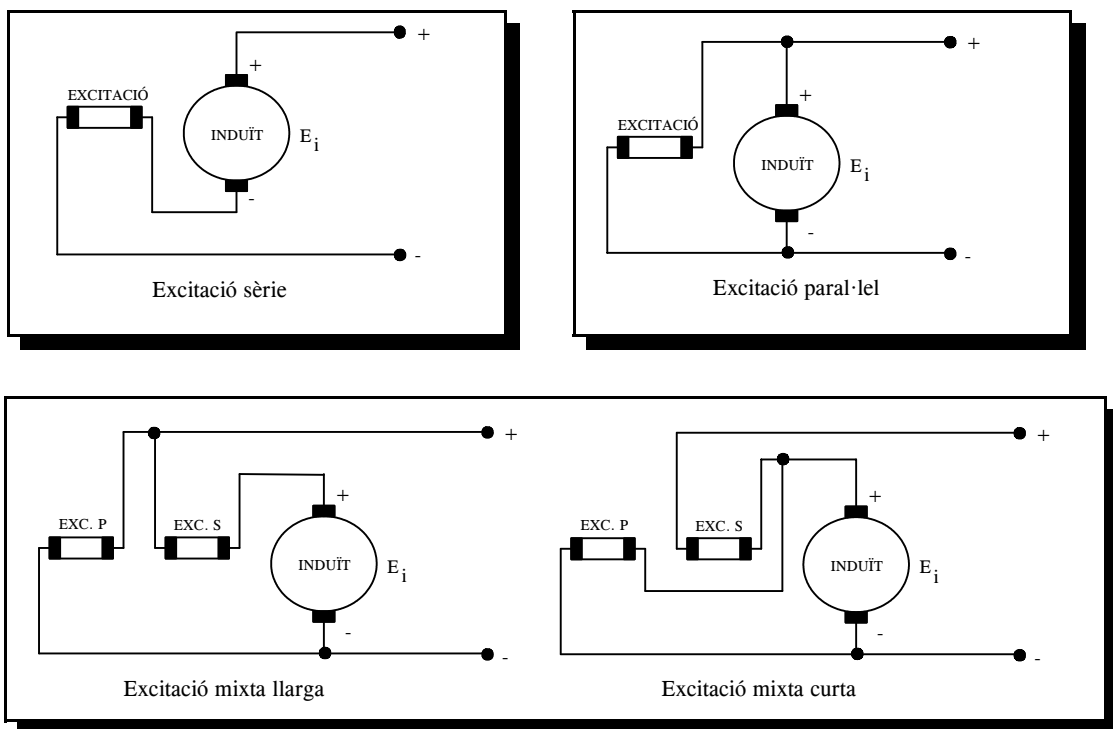 +
+
EXCITACIÓ
INDUÏT
E i
-
-
Excitació sèrie
+
+
EXCITACIÓ
INDUÏT
E i
-
-
Excitació paral·lel
+
+
EXC. P
EXC. S
INDUÏT
E i
-
-
Excitació mixta llarga
+
+
EXC. P
EXC. S
INDUÏT
E i
-
-
Excitació mixta curta